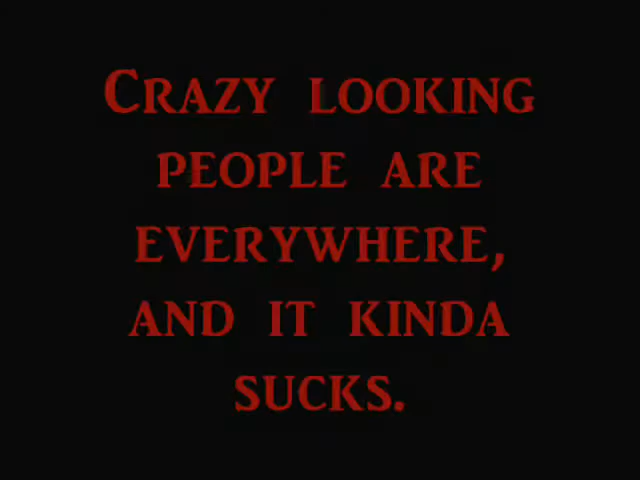 Crazy looking
people are
everywhere,
and it kinda
sucks.